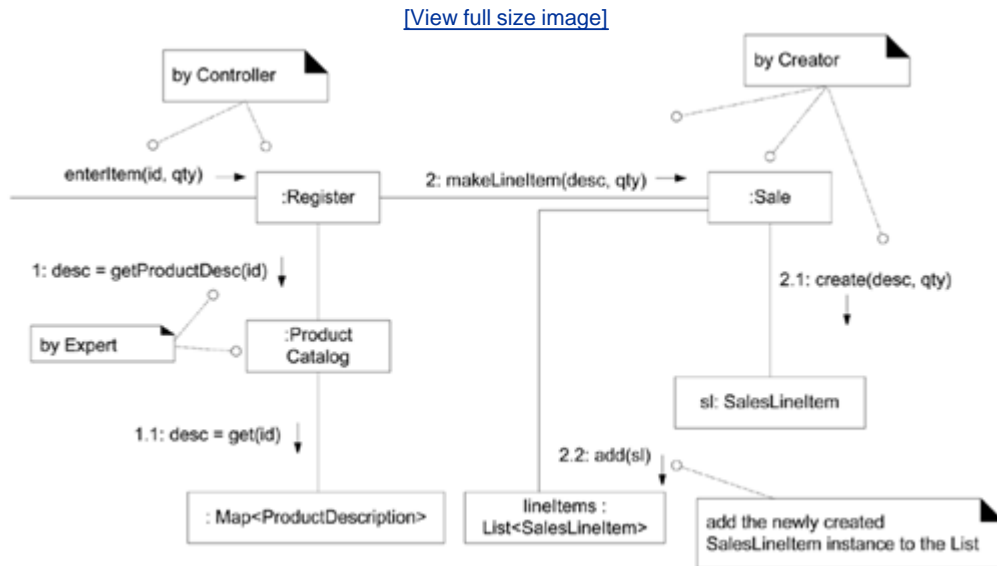 [View full size image]
by Controller
by Creator
enterItem(id, qty)
2: makeLineItem(desc, qty)
:Register
:Sale
1: desc = getProductDesc(id)
2.1: create(desc, qty)
by Expert
:Product
Catalog
sl: SalesLineItem
1.1: desc = get(id)
2.2: add(sl)
: Map<ProductDescription>
lineItems :
List<SalesLineItem>
add the newly created
SalesLineItem instance to the List